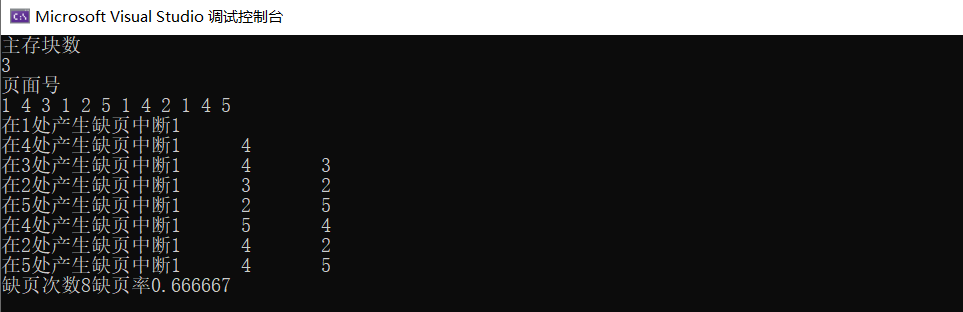 Microsoft Visual Studio 调试控制台
主存块数
3
页面号
1 4 3 1 2 5 1 4 2 1 4 5
在1处产生缺页中断1
在4处产生缺页中断1 4
在3处产生缺页中断1 4 3
在2处产生缺页中断1 3 2
在5处产生缺页中断1 2 5
在4处产生缺页中断1 5 4
在2处产生缺页中断1 4 2
在5处产生缺页中断1 4 5
缺页次数8缺页率0.666667